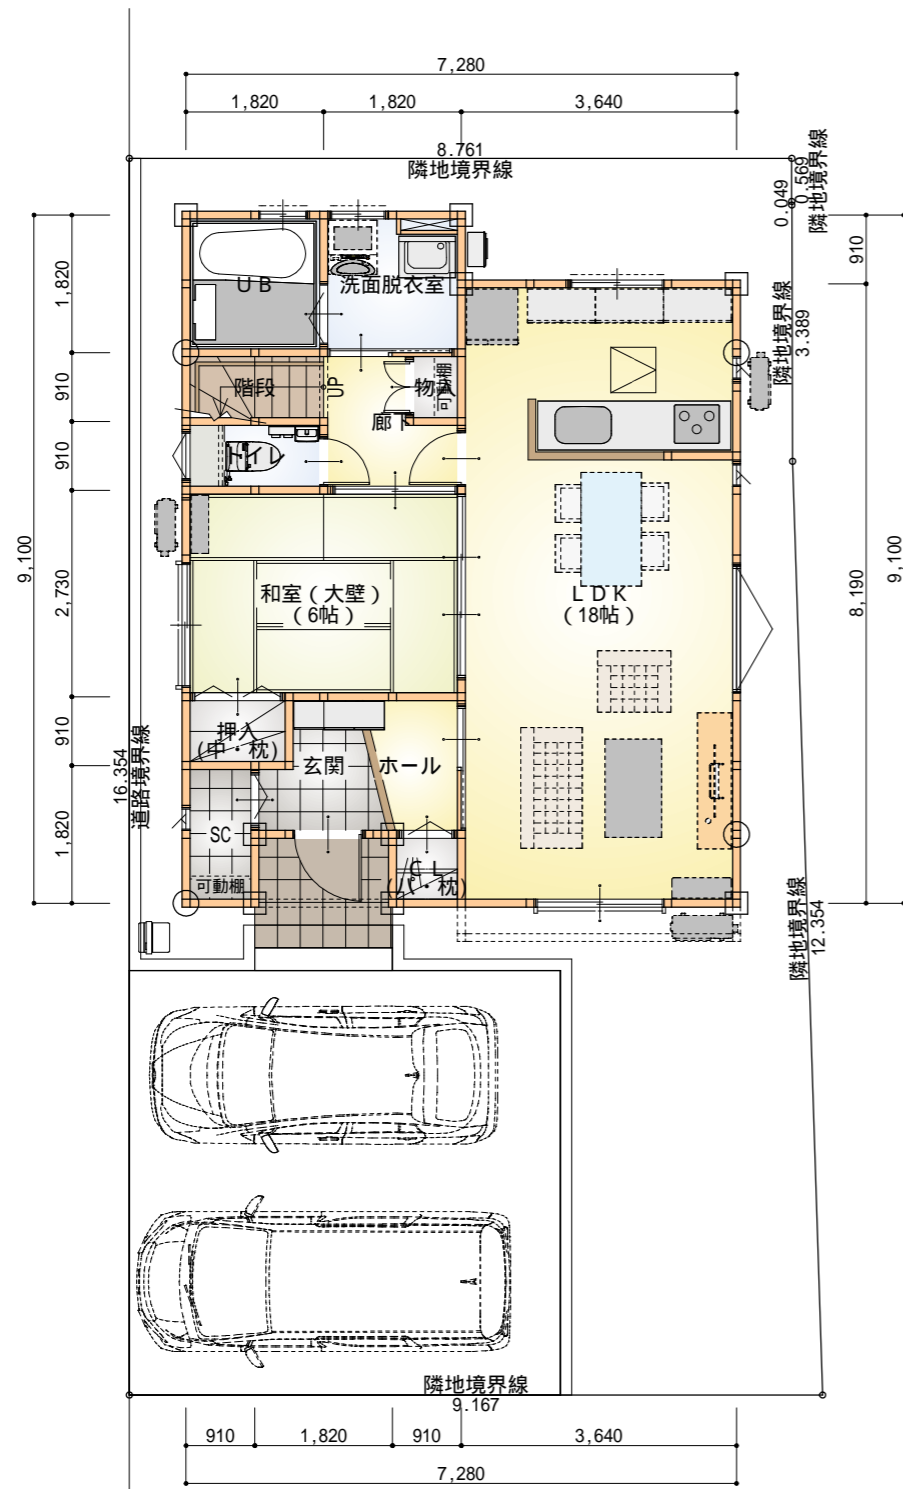 7,280
1,820
1,820
3,640
8.761
隣地境界線
0.049
0.569
隣地境界線
910
1,820
ＵＢ
洗面脱衣室
隣地境界線
3.389
910
階段
UP
物入
可動棚
廊下
910
トイレ
9,100
2,730
和室（大壁）
（6帖）
ＬＤＫ
（18帖）
8,190
9,100
910
押入
(中・枕)
玄関
ホール
16.354
道路境界線
1,820
SC
可動棚
ＣＬ
(パ・枕)
隣地境界線
12.354
隣地境界線
9.167
910
1,820
910
3,640
7,280